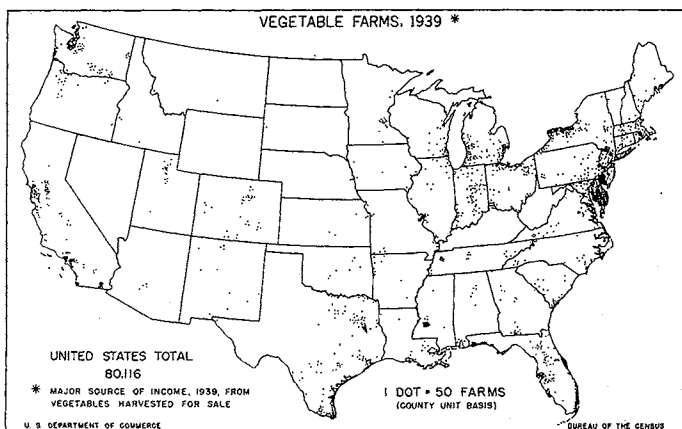 VEGETABLE FARMS, 1939 *
UNITED STATES TOTAL
80,116
* MAJOR SOURCE OF INCOME, 1939, FROM
VEGETABLES HARVESTED FOR SALE
1 DOT = 50 FARMS
(COUNTY UNIT BASIS)
U. S. DEPARTMENT OF COMMERCE
BUREAU OF THE CENSUS